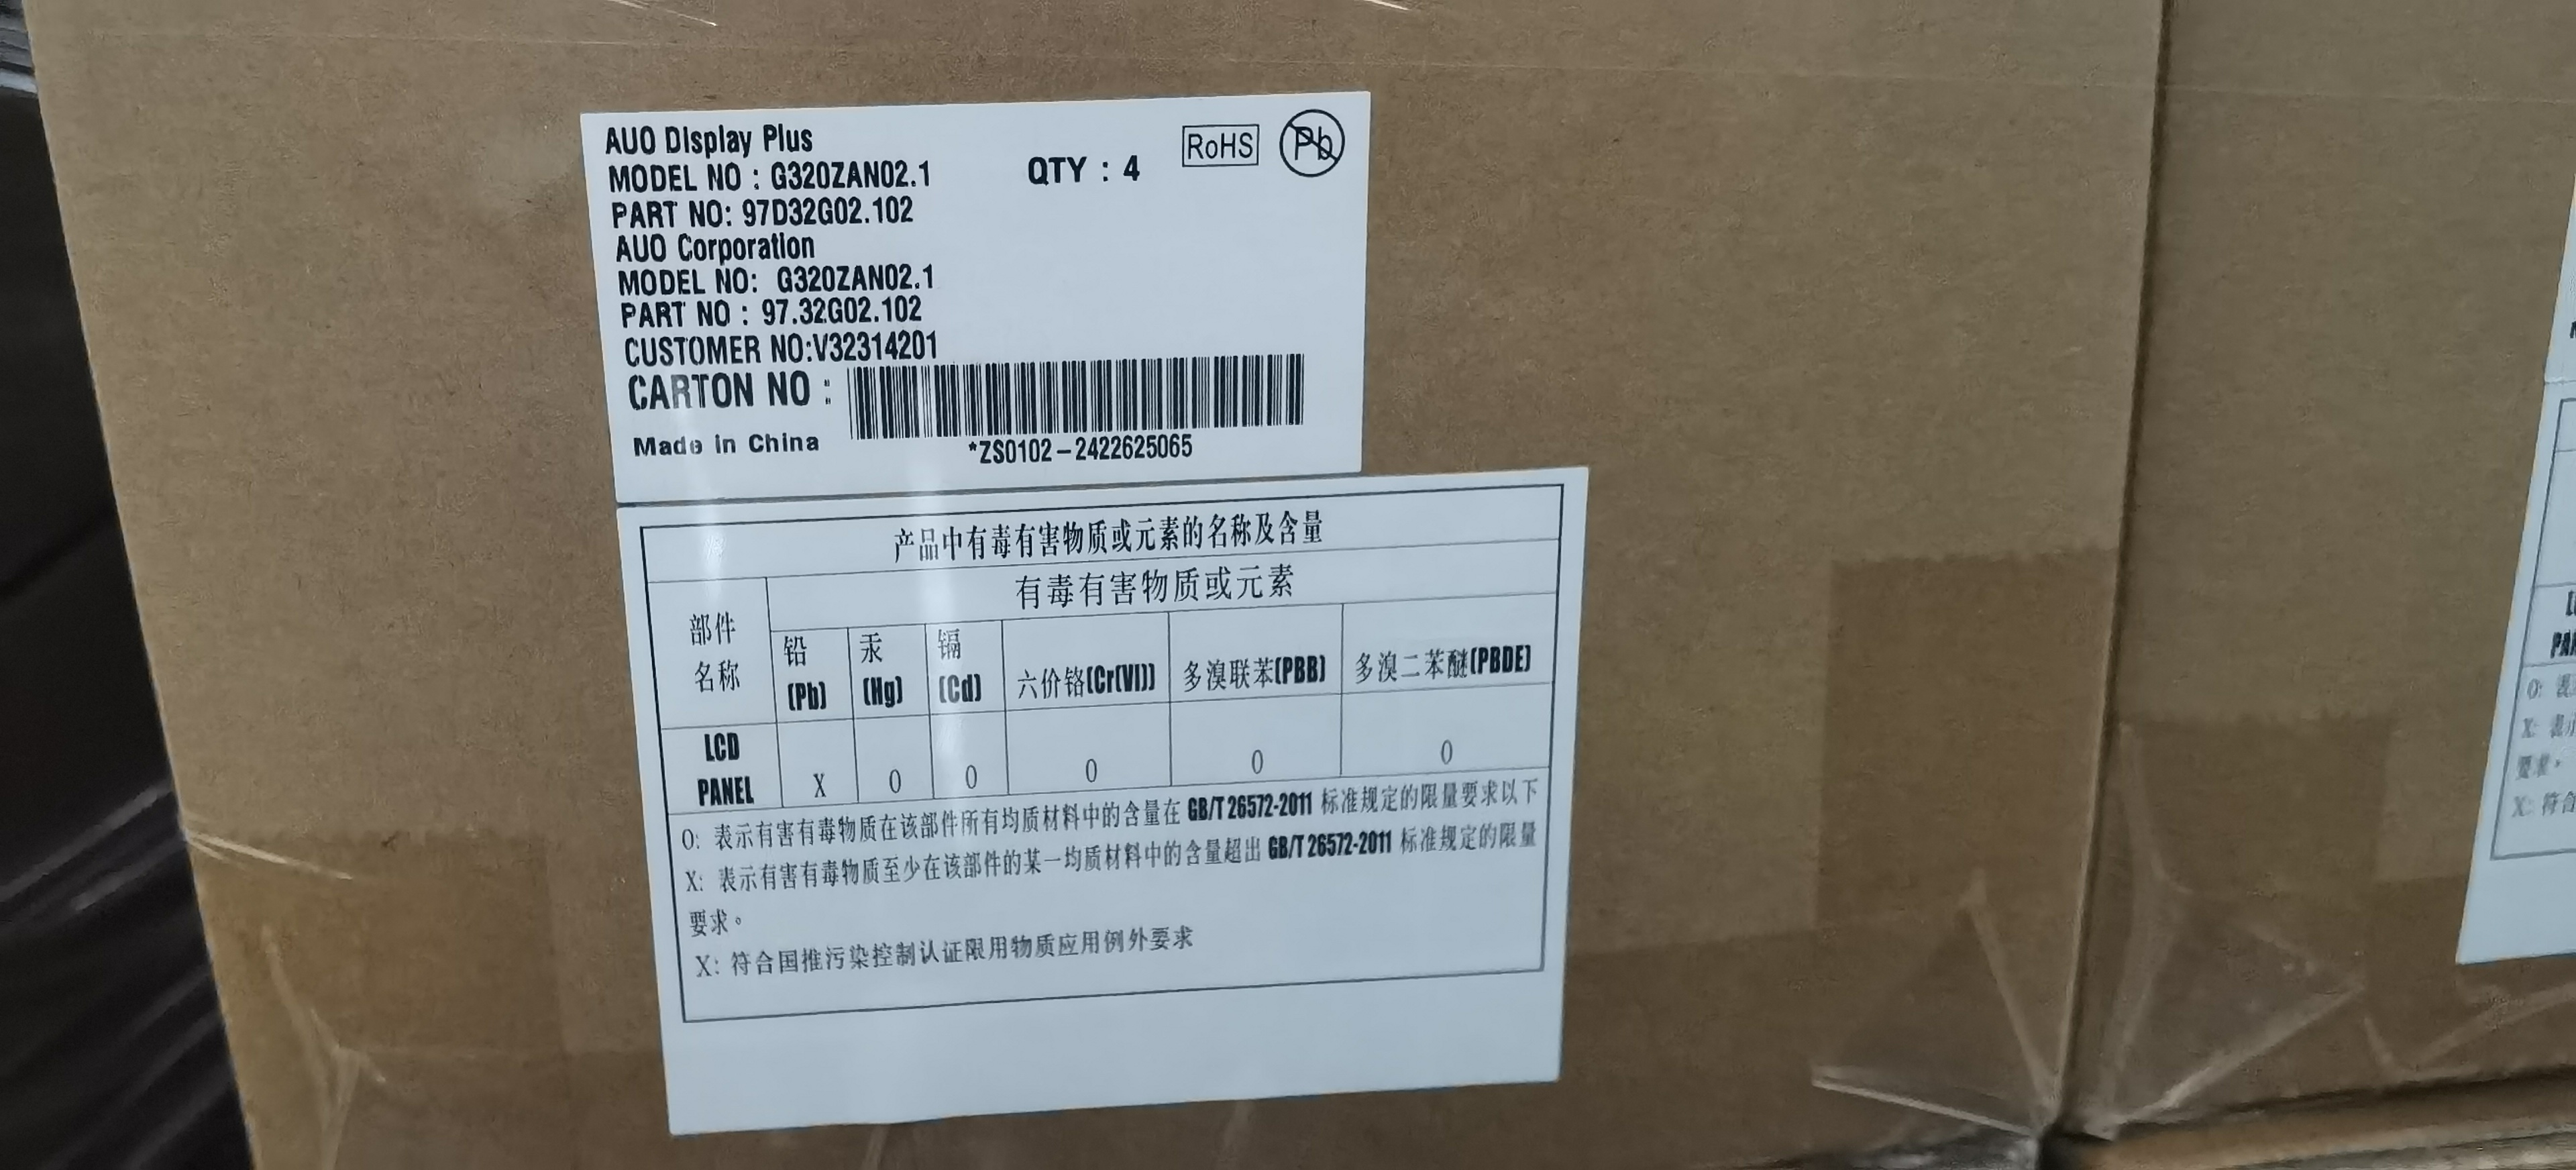 AUO Display Plus
MODEL NO : G320ZAN02.1
QTY : 4
RoHS
Pb
PART NO: 97D32G02.102
AUO Corporation
MODEL NO: G320ZAN02.1
PART NO : 97.32G02.102
CUSTOMER NO:V32314201
CARTON NO :
Made in China
*ZS0102-2422625065
产品中有毒有害物质或元素的名称及含量
有毒有害物质或元素
部件
名称
铅
(Pb)
汞
(Hg)
镉
(Cd)
六价铬(Cr(VI))
多溴联苯(PBB)
多溴二苯醚(PBDE)
LCD
PANEL
X 0 0 0 0 0
O: 表示有害有毒物质在该部件所有均质材料中的含量在 GB/T 26572-2011 标准规定的限量要求以下
X: 表示有害有毒物质至少在该部件的某一均质材料中的含量超出 GB/T 26572-2011 标准规定的限量
要求。
X: 符合国推污染控制认证限用物质应用例外要求
O: 表
X: 表
要求。
X: 符合